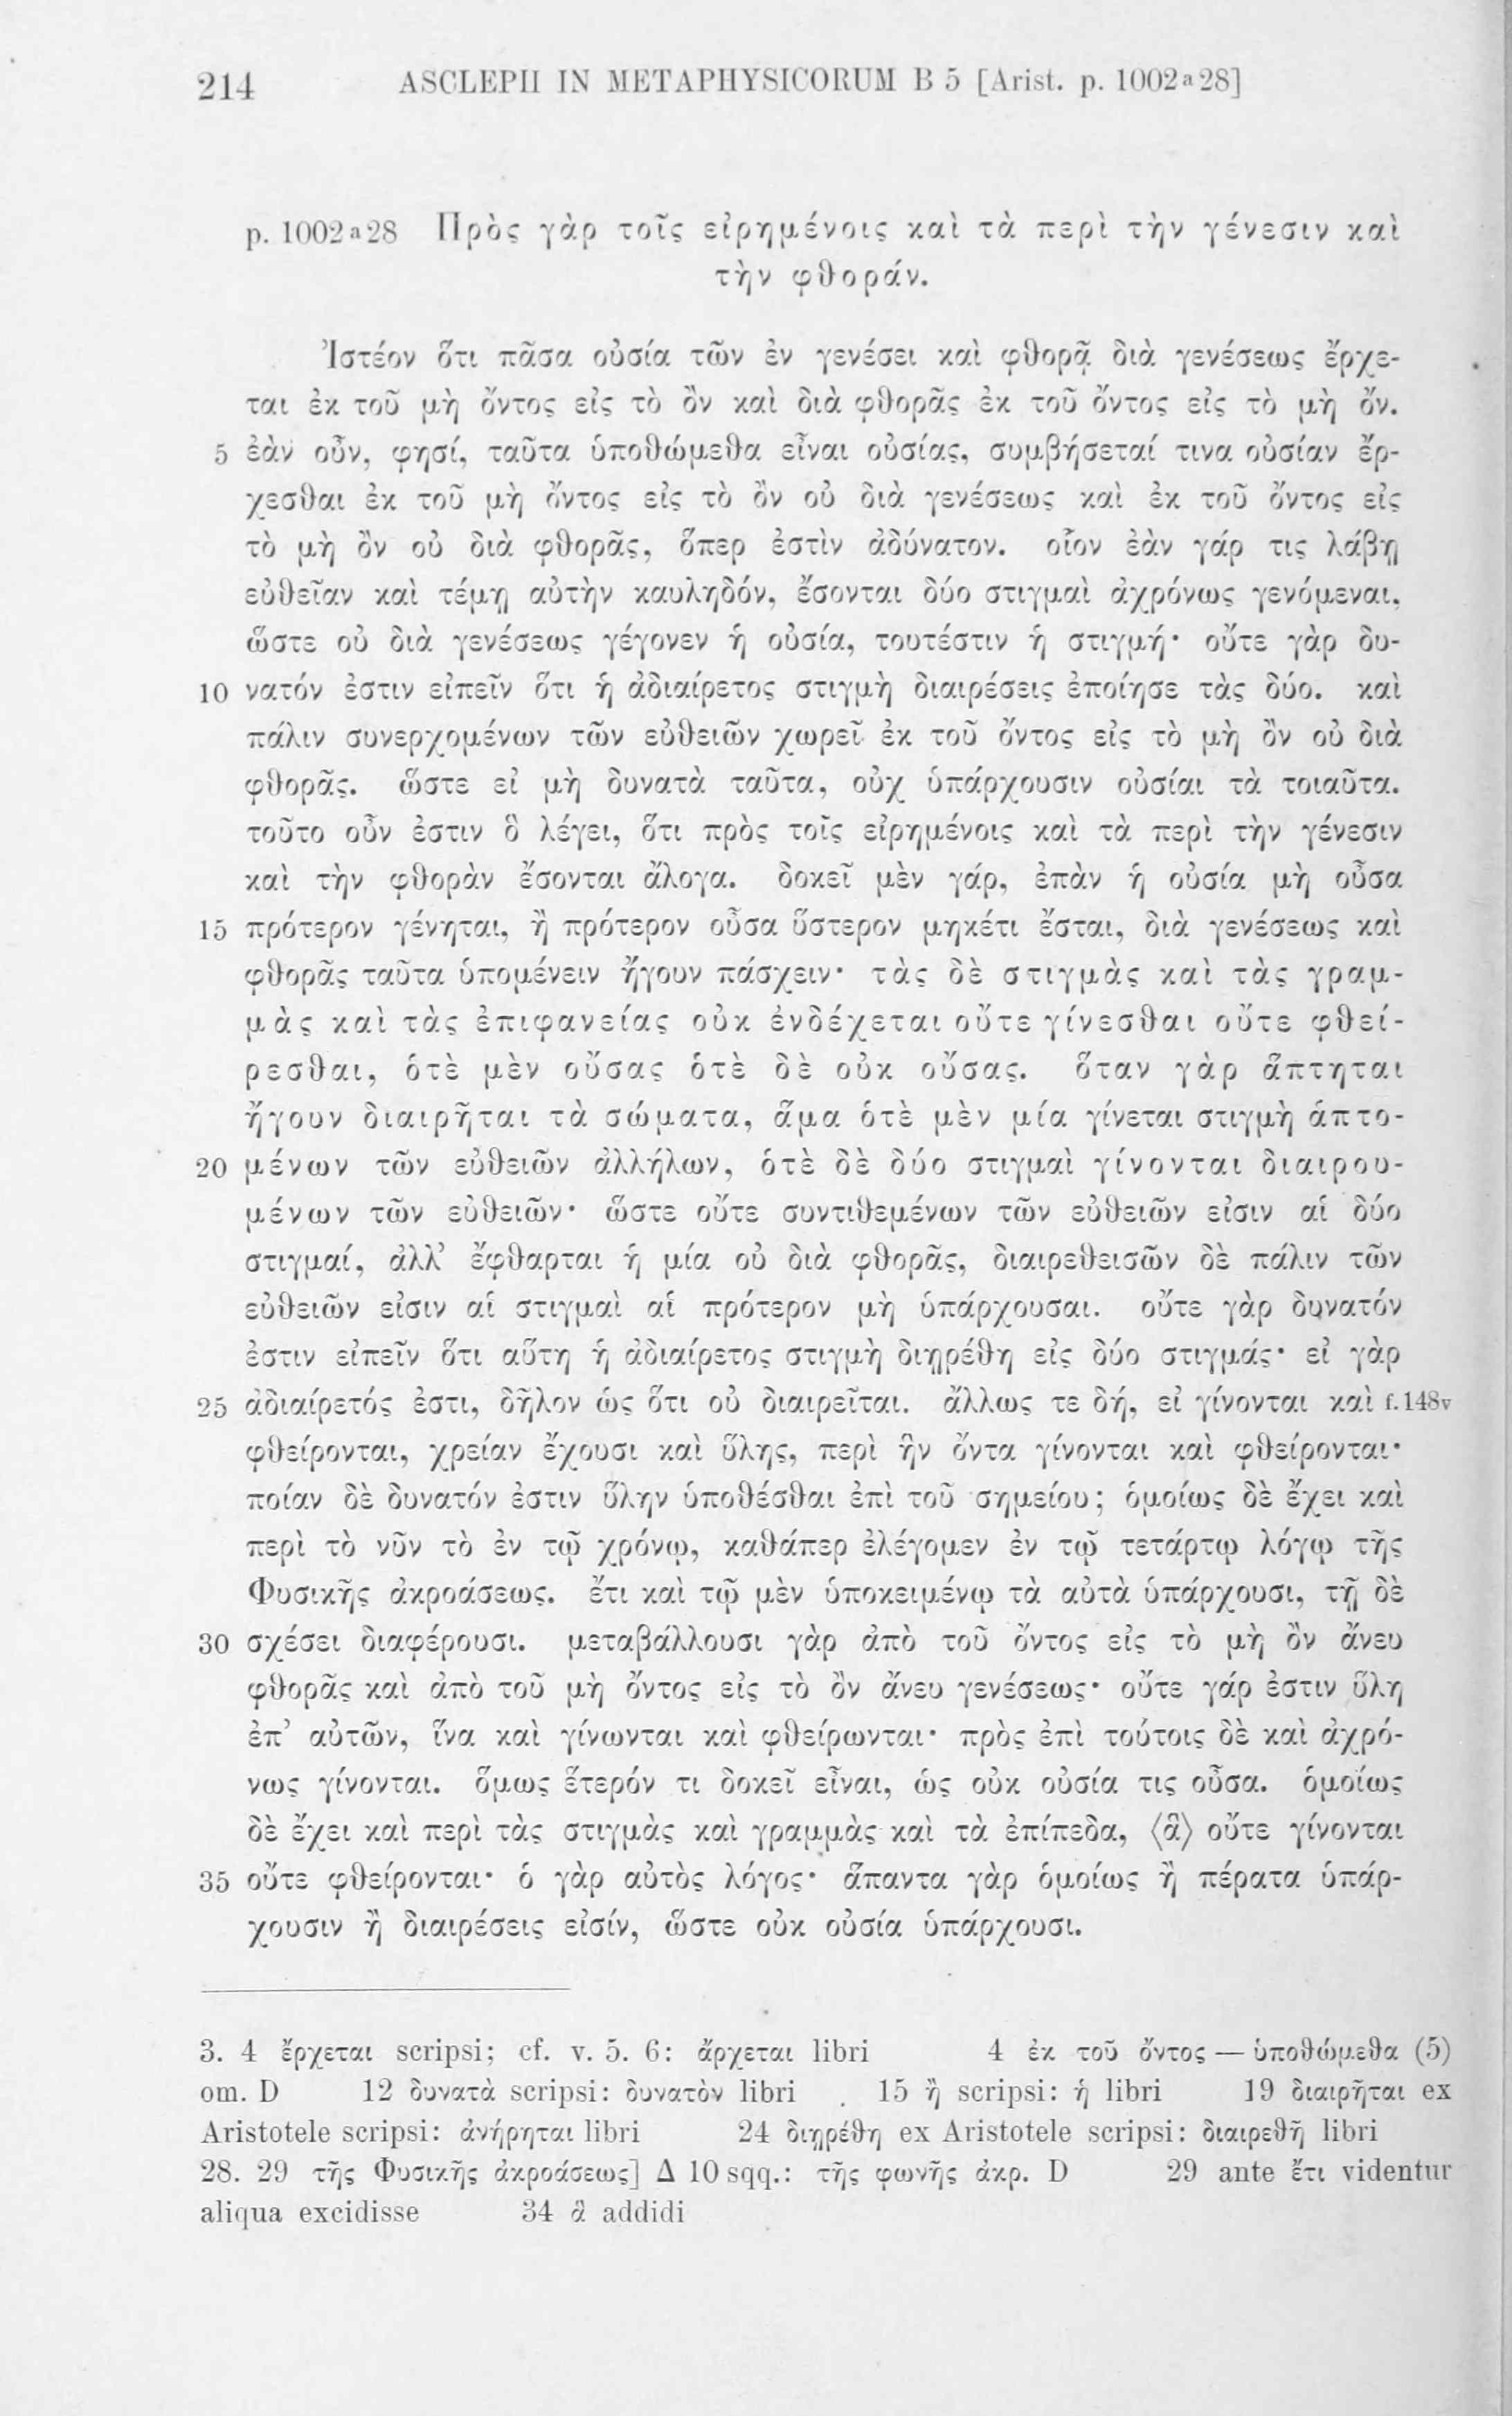 214 ASCLEPII IN METAPHYSICORUM B 5 [Arist. p. 1002a28]
p. 1002a28 Πρὸς γὰρ τοῖς εἰρημένοις καὶ τὰ περὶ τὴν γένεσιν καὶ
τὴν φθοράν.
Ἰστέον ὅτι πᾶσα οὐσία τῶν ἐν γενέσει καὶ φθορᾷ διὰ γενέσεως ἔρχε-
ται ἐκ τοῦ μὴ ὄντος εἰς τὸ ὂν καὶ διὰ φθορᾶς ἐκ τοῦ ὄντος εἰς τὸ μὴ ὄν.
5 ἐὰν οὖν, φησί, ταῦτα ὑποθώμεθα εἶναι οὐσίας, συμβήσεταί τινα οὐσίαν ἔρ-
χεσθαι ἐκ τοῦ μὴ ὄντος εἰς τὸ ὂν οὐ διὰ γενέσεως καὶ ἐκ τοῦ ὄντος εἰς
τὸ μὴ ὂν οὐ διὰ φθορᾶς, ὅπερ ἐστὶν ἀδύνατον. οἷον ἐὰν γάρ τις λάβῃ
εὐθεῖαν καὶ τέμῃ αὐτὴν καυληδόν, ἔσονται δύο στιγμαὶ ἀχρόνως γενόμεναι,
ὥστε οὐ διὰ γενέσεως γέγονεν ἡ οὐσία, τουτέστιν ἡ στιγμή· οὔτε γὰρ δυ-
10 νατόν ἐστιν εἰπεῖν ὅτι ἡ ἀδιαίρετος στιγμὴ διαιρέσεις ἐποίησε τὰς δύο. καὶ
πάλιν συνερχομένων τῶν εὐθειῶν χωρεῖ ἐκ τοῦ ὄντος εἰς τὸ μὴ ὂν οὐ διὰ
φθορᾶς. ὥστε εἰ μὴ δυνατὰ ταῦτα, οὐχ ὑπάρχουσιν οὐσίαι τὰ τοιαῦτα.
τοῦτο οὖν ἐστιν ὃ λέγει, ὅτι πρὸς τοῖς εἰρημένοις καὶ τὰ περὶ τὴν γένεσιν
καὶ τὴν φθορὰν ἔσονται ἄλογα. δοκεῖ μὲν γάρ, ἐπὰν ἡ οὐσία μὴ οὖσα
15 πρότερον γένηται, ἢ πρότερον οὖσα ὕστερον μηκέτι ἔσται, διὰ γενέσεως καὶ
φθορᾶς ταῦτα ὑπομένειν ἤγουν πάσχειν· τὰς δὲ στιγμὰς καὶ τὰς γραμ-
μὰς καὶ τὰς ἐπιφανείας οὐκ ἐνδέχεται οὔτε γίνεσθαι οὔτε φθεί-
ρεσθαι, ὁτὲ μὲν οὔσας ὁτὲ δὲ οὐκ οὔσας. ὅταν γὰρ ἅπτηται
ἤγουν διαιρῆται τὰ σώματα, ἅμα ὁτὲ μὲν μία γίνεται στιγμὴ ἁπτο-
20 μένων τῶν εὐθειῶν ἀλλήλων, ὁτὲ δὲ δύο στιγμαὶ γίνονται διαιρου-
μένων τῶν εὐθειῶν· ὥστε οὔτε συντιθεμένων τῶν εὐθειῶν εἰσιν αἱ δύο
στιγμαί, ἀλλ’ ἔφθαρται ἡ μία οὐ διὰ φθορᾶς, διαιρεθεισῶν δὲ πάλιν τῶν
εὐθειῶν εἰσιν αἱ στιγμαὶ αἱ πρότερον μὴ ὑπάρχουσαι. οὔτε γὰρ δυνατόν
ἐστιν εἰπεῖν ὅτι αὕτη ἡ ἀδιαίρετος στιγμὴ διῃρέθη εἰς δύο στιγμάς· εἰ γὰρ
25 ἀδιαίρετός ἐστι, δῆλον ὡς ὅτι οὐ διαιρεῖται. ἄλλως τε δή, εἰ γίνονται καὶ f. 148v
φθείρονται, χρείαν ἔχουσι καὶ ὕλης, περὶ ἣν ὄντα γίνονται καὶ φθείρονται·
ποίαν δὲ δυνατόν ἐστιν ὕλην ὑποθέσθαι ἐπὶ τοῦ σημείου; ὁμοίως δὲ ἔχει καὶ
περὶ τὸ νῦν τὸ ἐν τῷ χρόνῳ, καθάπερ ἐλέγομεν ἐν τῷ τετάρτῳ λόγῳ τῆς
Φυσικῆς ἀκροάσεως. ἔτι καὶ τῷ μὲν ὑποκειμένῳ τὰ αὐτὰ ὑπάρχουσι, τῇ δὲ
30 σχέσει διαφέρουσι. μεταβάλλουσι γὰρ ἀπὸ τοῦ ὄντος εἰς τὸ μὴ ὂν ἄνευ
φθορᾶς καὶ ἀπὸ τοῦ μὴ ὄντος εἰς τὸ ὂν ἄνευ γενέσεως· οὔτε γάρ ἐστιν ὕλη
ἐπ’ αὐτῶν, ἵνα καὶ γίνωνται καὶ φθείρωνται· πρὸς ἐπὶ τούτοις δὲ καὶ ἀχρό-
νως γίνονται. ὅμως ἕτερόν τι δοκεῖ εἶναι, ὡς οὐκ οὐσία τις οὖσα. ὁμοίως
δὲ ἔχει καὶ περὶ τὰς στιγμὰς καὶ γραμμὰς καὶ τὰ ἐπίπεδα, ⟨ἃ⟩ οὔτε γίνονται
35 οὔτε φθείρονται· ὁ γὰρ αὐτὸς λόγος· ἅπαντα γὰρ ὁμοίως ἢ πέρατα ὑπάρ-
χουσιν ἢ διαιρέσεις εἰσίν, ὥστε οὐκ οὐσία ὑπάρχουσι.
3. 4 ἔρχεται scripsi; cf. v. 5. 6: ἄρχεται libri 4 ἐκ τοῦ ὄντος — ὑποθώμεθα (5)
om. D 12 δυνατὰ scripsi: δυνατὸν libri 15 ἢ scripsi: ἡ libri 19 διαιρῆται ex
Aristotele scripsi: ἀνήρηται libri 24 διῃρέθη ex Aristotele scripsi: διαιρεθῇ libri
28. 29 τῆς Φυσικῆς ἀκροάσεως] Δ 10 sqq.: τῆς φωνῆς ἀκρ. D 29 ante ἔτι videntur
aliqua excidisse 34 ἃ addidi